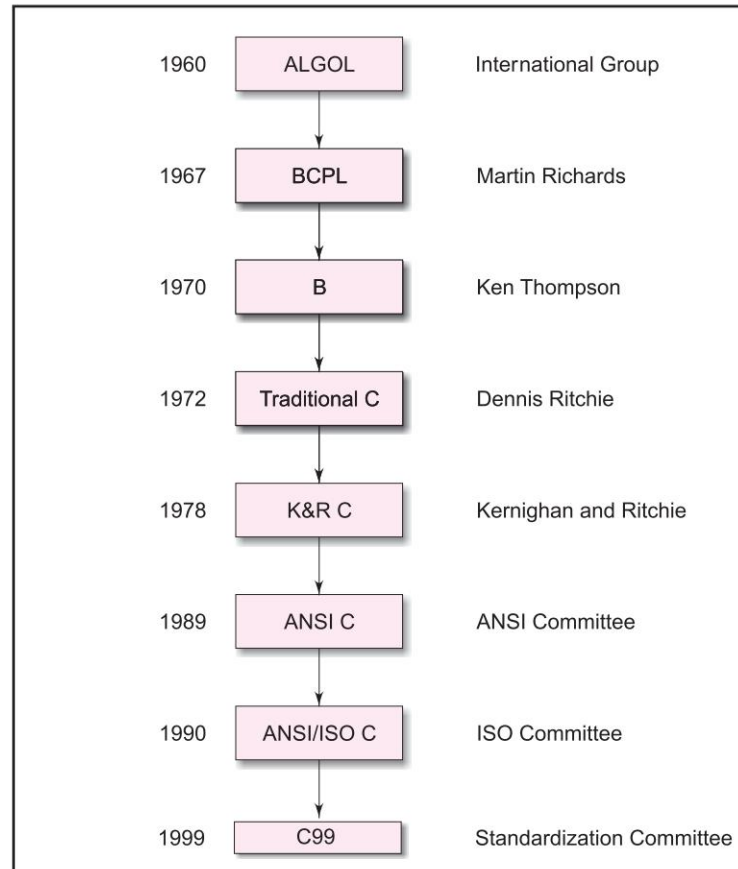 1960 ALGOL International Group
1967 BCPL Martin Richards
1970 B Ken Thompson
1972 Traditional C Dennis Ritchie
1978 K&R C Kernighan and Ritchie
1989 ANSI C ANSI Committee
1990 ANSI/ISO C ISO Committee
1999 C99 Standardization Committee